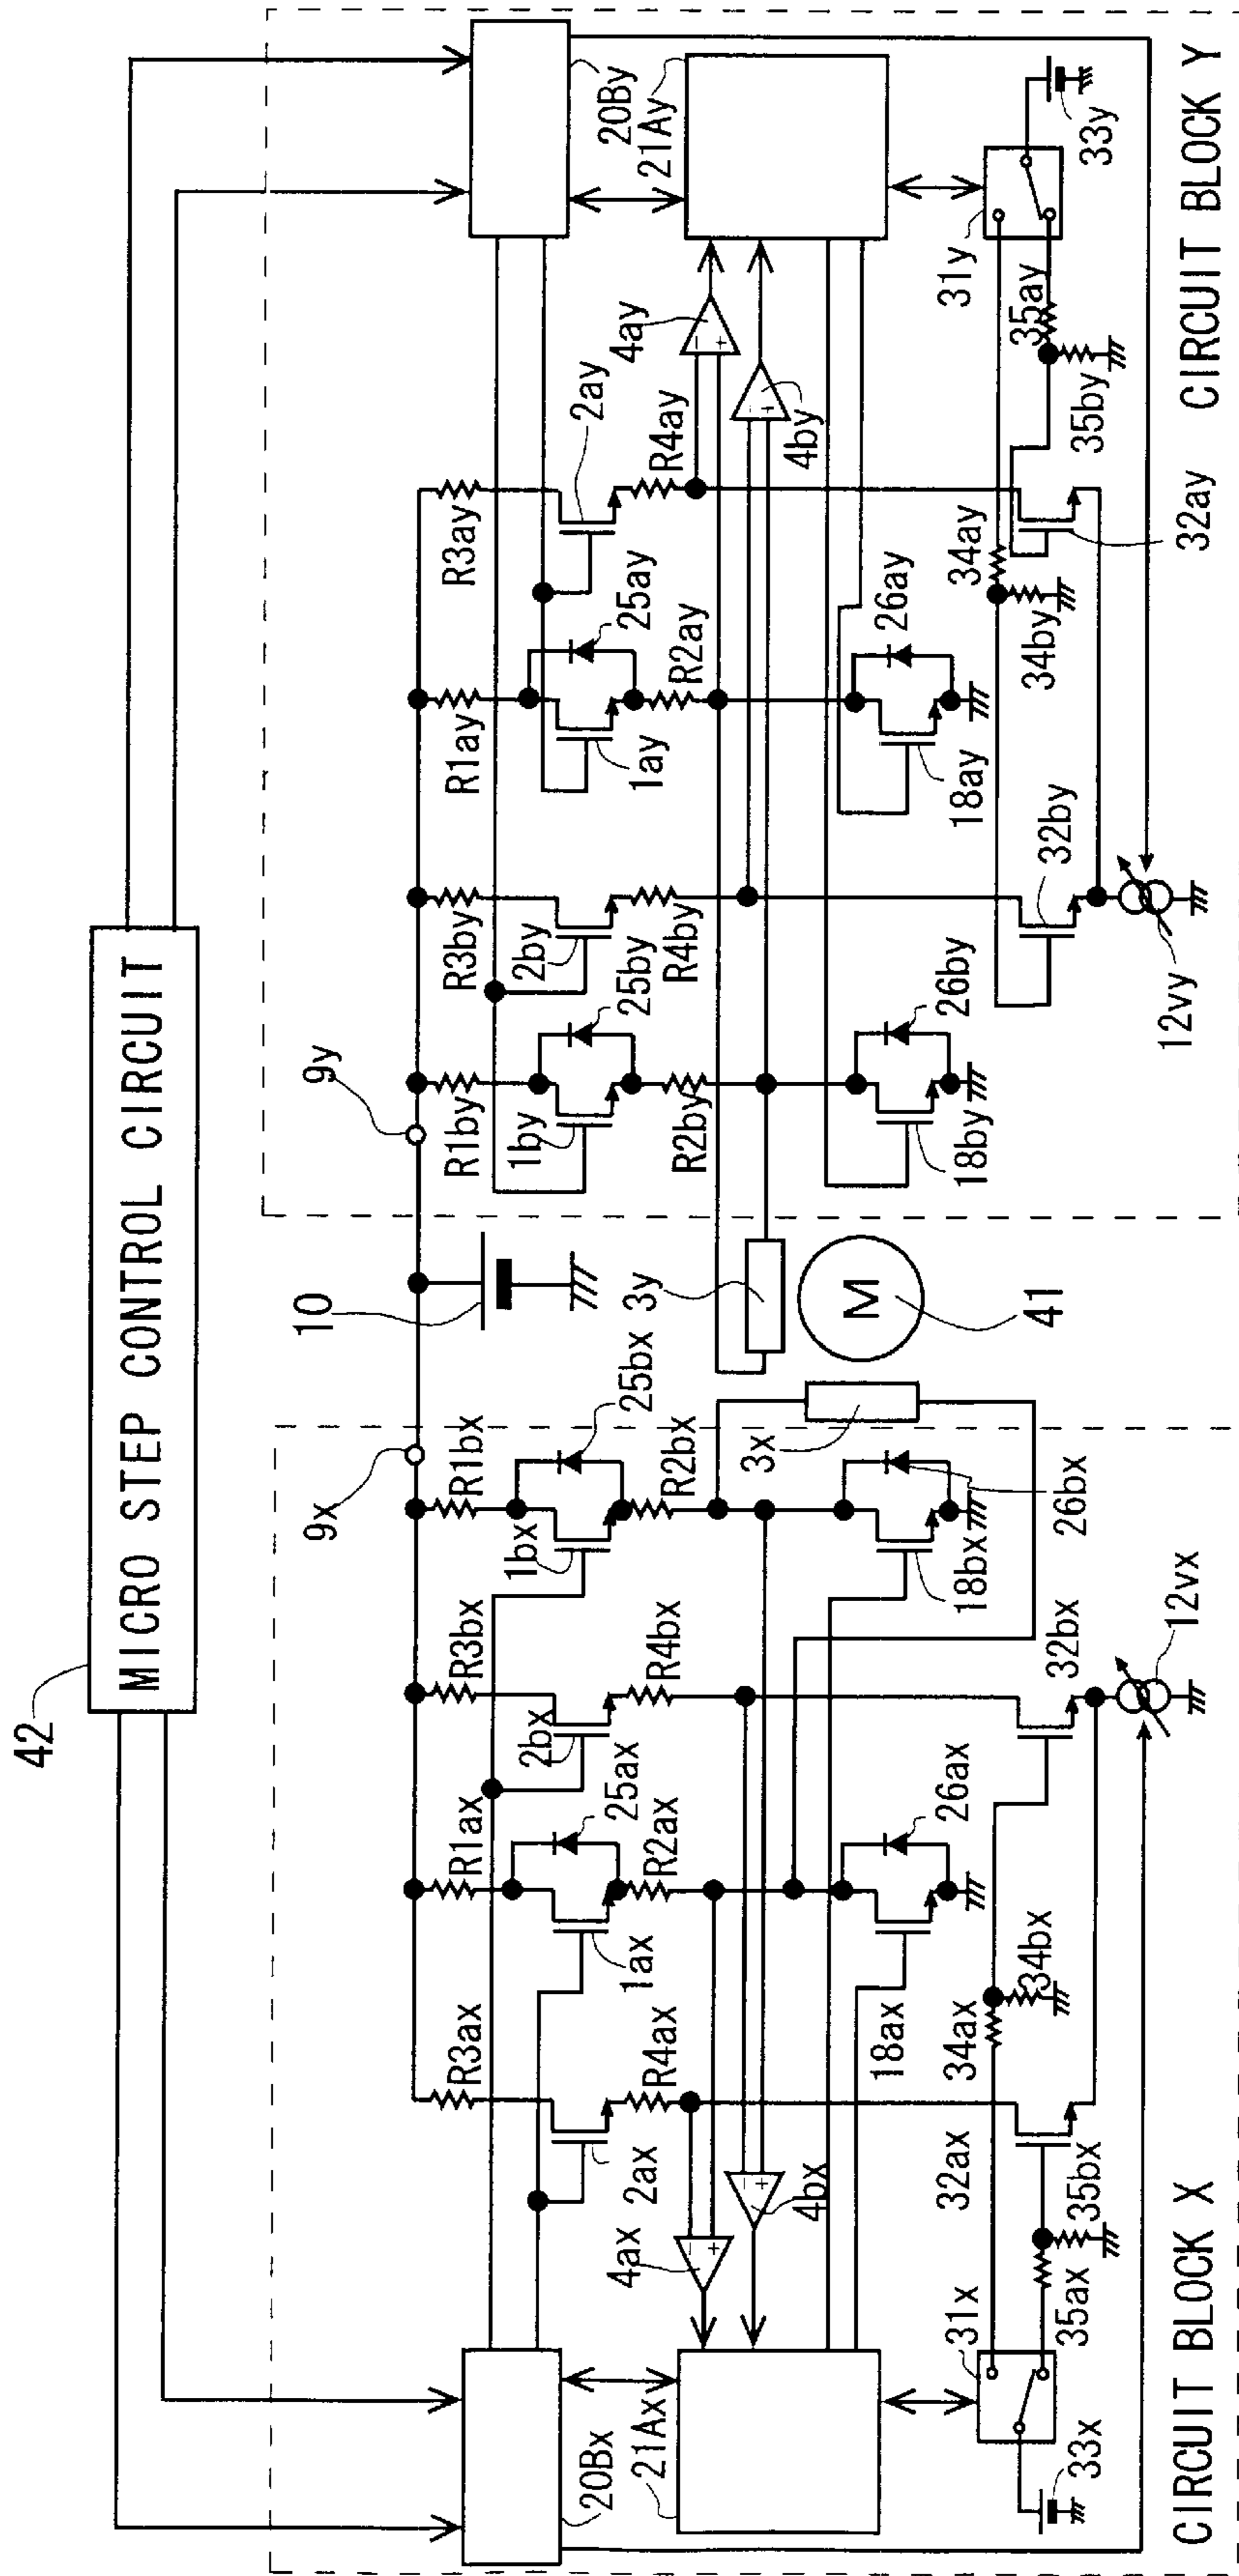 42
MICRO STEP CONTROL CIRCUIT
9x
10
9y
R3ax
R1ax
R3bx
R1bx
R1by
R3by
R1ay
R3ay
2ax
1ax
25ax
2bx
1bx
25bx
1by
25by
2by
1ay
25ay
2ay
20Bx
20By
R4ax
R2ax
R4bx
R2bx
R2by
R4by
R2ay
R4ay
4ax
4bx
4ay
4by
- +
- +
- +
- +
21Ax
21Ay
3x
3y
M
41
18ax
26ax
18bx
26bx
18by
26by
18ay
26ay
31x
32ax
34ax
34bx
32bx
32by
34by
34ay
32ay
31y
33x
35ax
35bx
12vx
12vy
35by
35ay
33y
CIRCUIT BLOCK X
CIRCUIT BLOCK Y